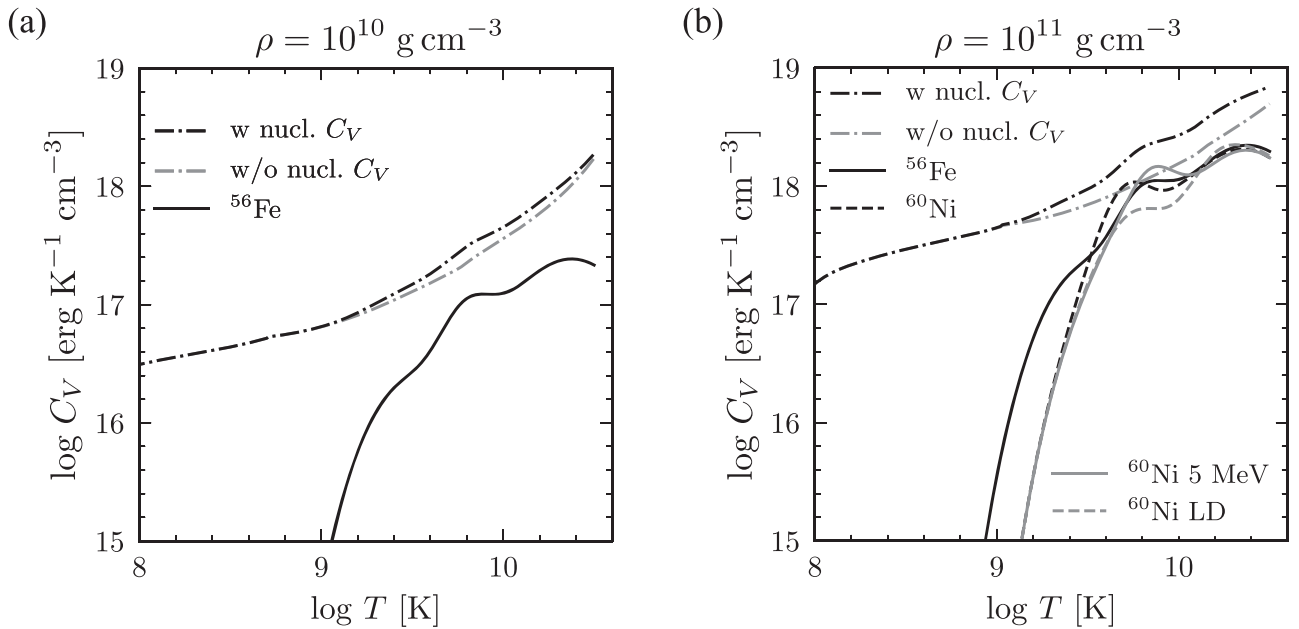 (a)
ρ = 10^10 g cm^−3
19
18
17
16
15
8
9
10
log C_V [erg K^−1 cm^−3]
log T [K]
w nucl. C_V
w/o nucl. C_V
^56Fe
(b)
ρ = 10^11 g cm^−3
19
18
17
16
15
8
9
10
log C_V [erg K^−1 cm^−3]
log T [K]
w nucl. C_V
w/o nucl. C_V
^56Fe
^60Ni
^60Ni 5 MeV
^60Ni LD